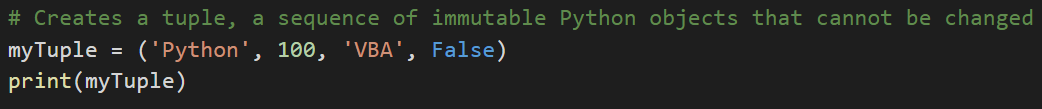 # Creates a tuple, a sequence of immutable Python objects that cannot be changed
myTuple = ('Python', 100, 'VBA', False)
print(myTuple)